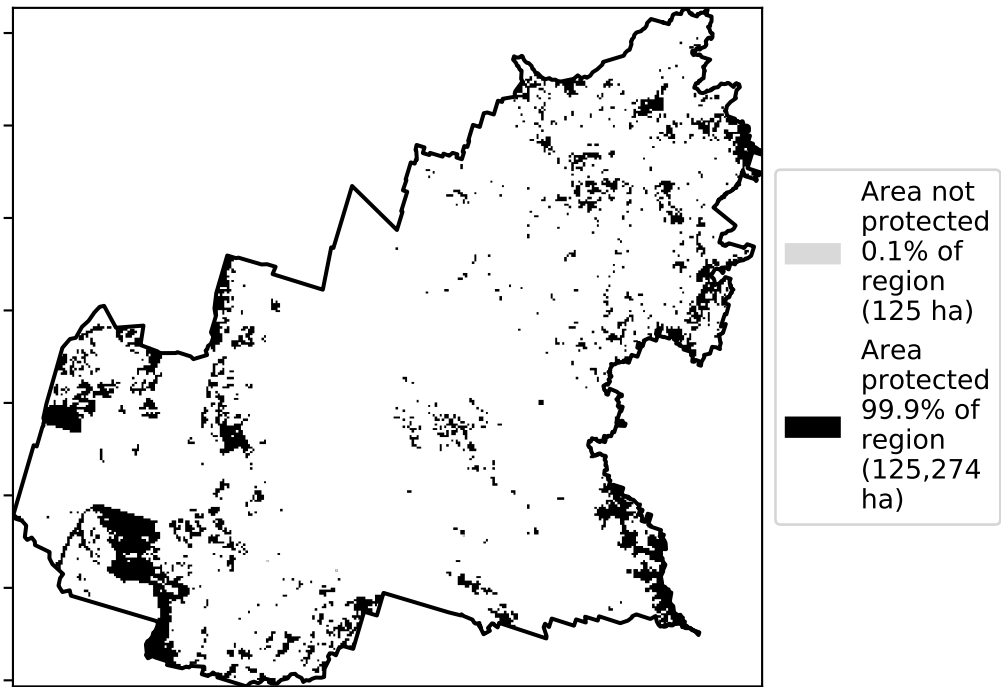 Area not
protected
0.1% of
region
(125 ha)
Area
protected
99.9% of
region
(125,274
ha)